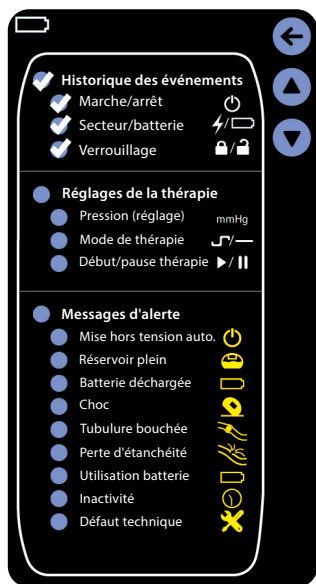 Historique des événements
Marche/arrêt
Secteur/batterie /
Verrouillage /
Réglages de la thérapie
Pression (réglage) mmHg
Mode de thérapie /
Début/pause thérapie /
Messages d'alerte
Mise hors tension auto.
Réservoir plein
Batterie déchargée
Choc
Tubulure bouchée
Perte d'étanchéité
Utilisation batterie
Inactivité
Défaut technique